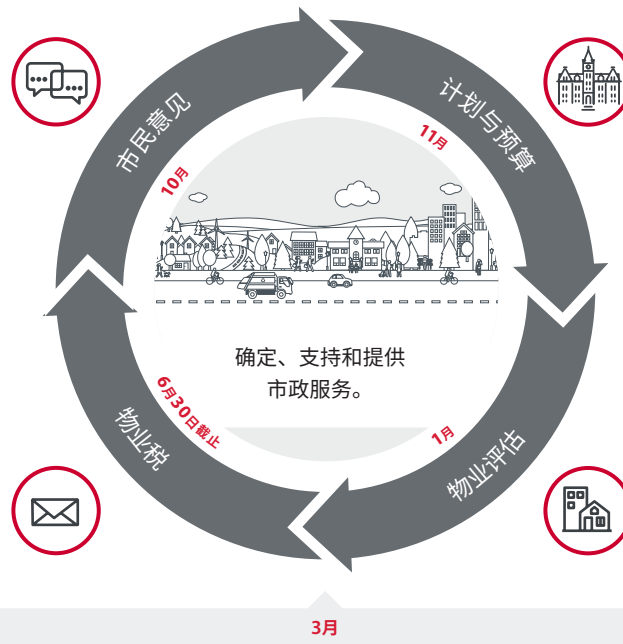 市民意见
10月
计划与预算
11月
确定、支持和提供
市政服务。
物业评估
1月
物业税
6月30日截止
3月